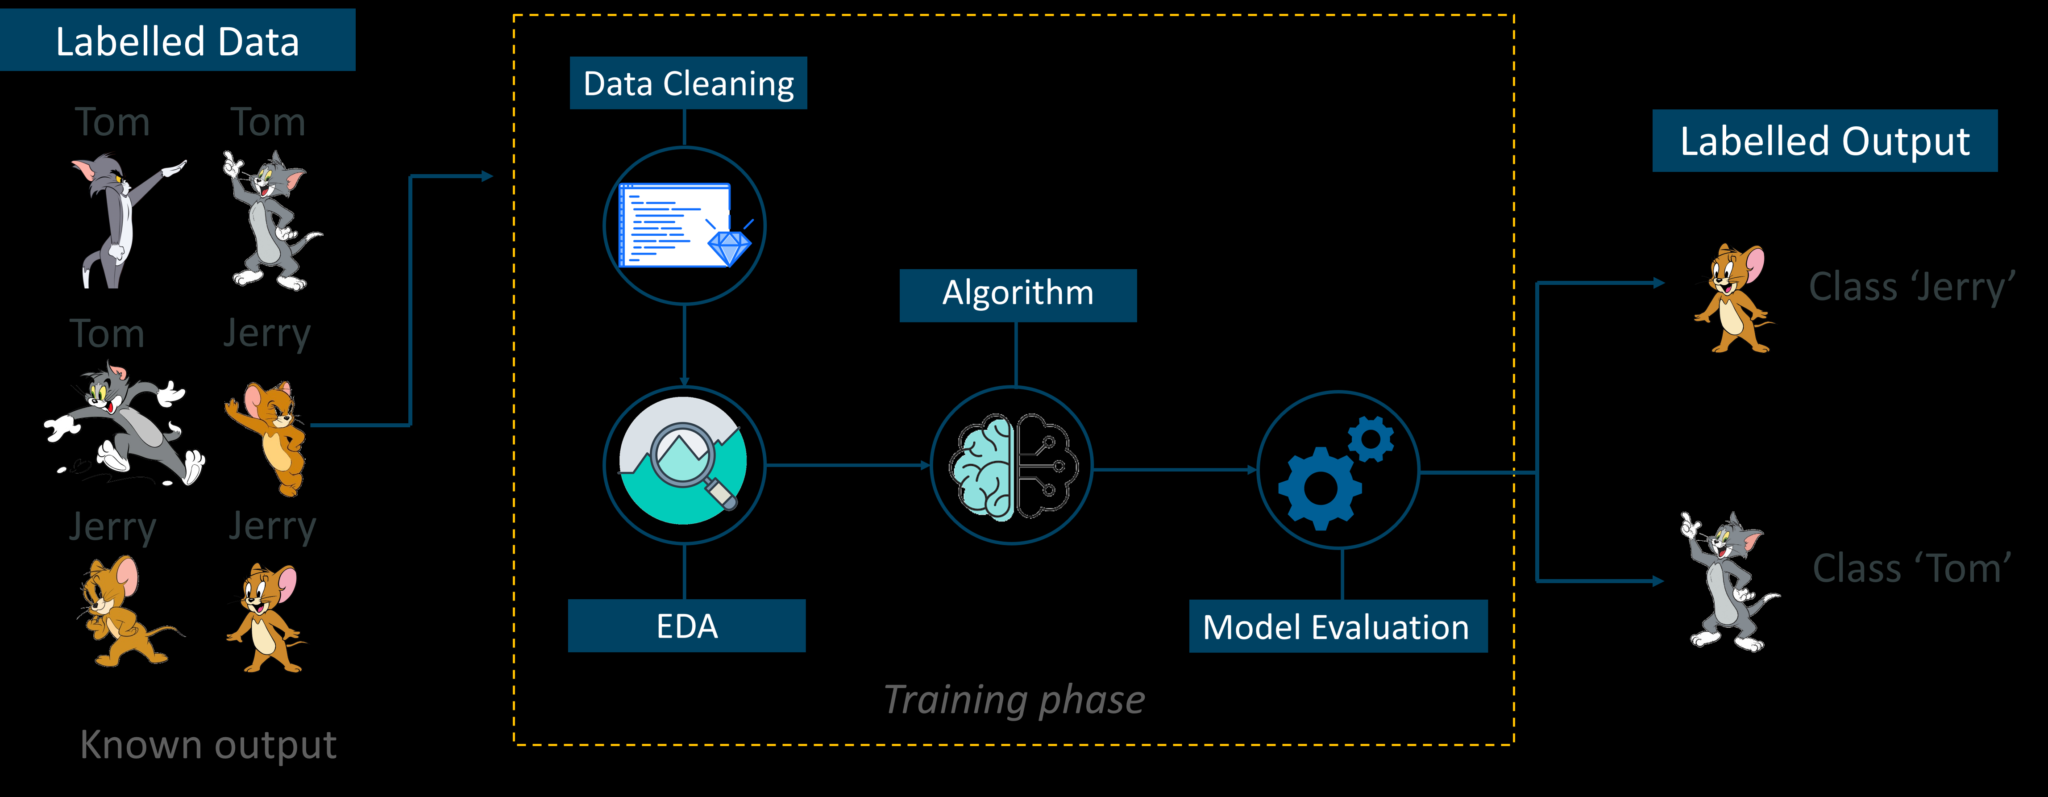 Labelled Data
Tom
Tom
Tom
Jerry
Jerry
Jerry
Known output
Data Cleaning
EDA
Algorithm
Model Evaluation
Training phase
Labelled Output
Class ‘Jerry’
Class ‘Tom’